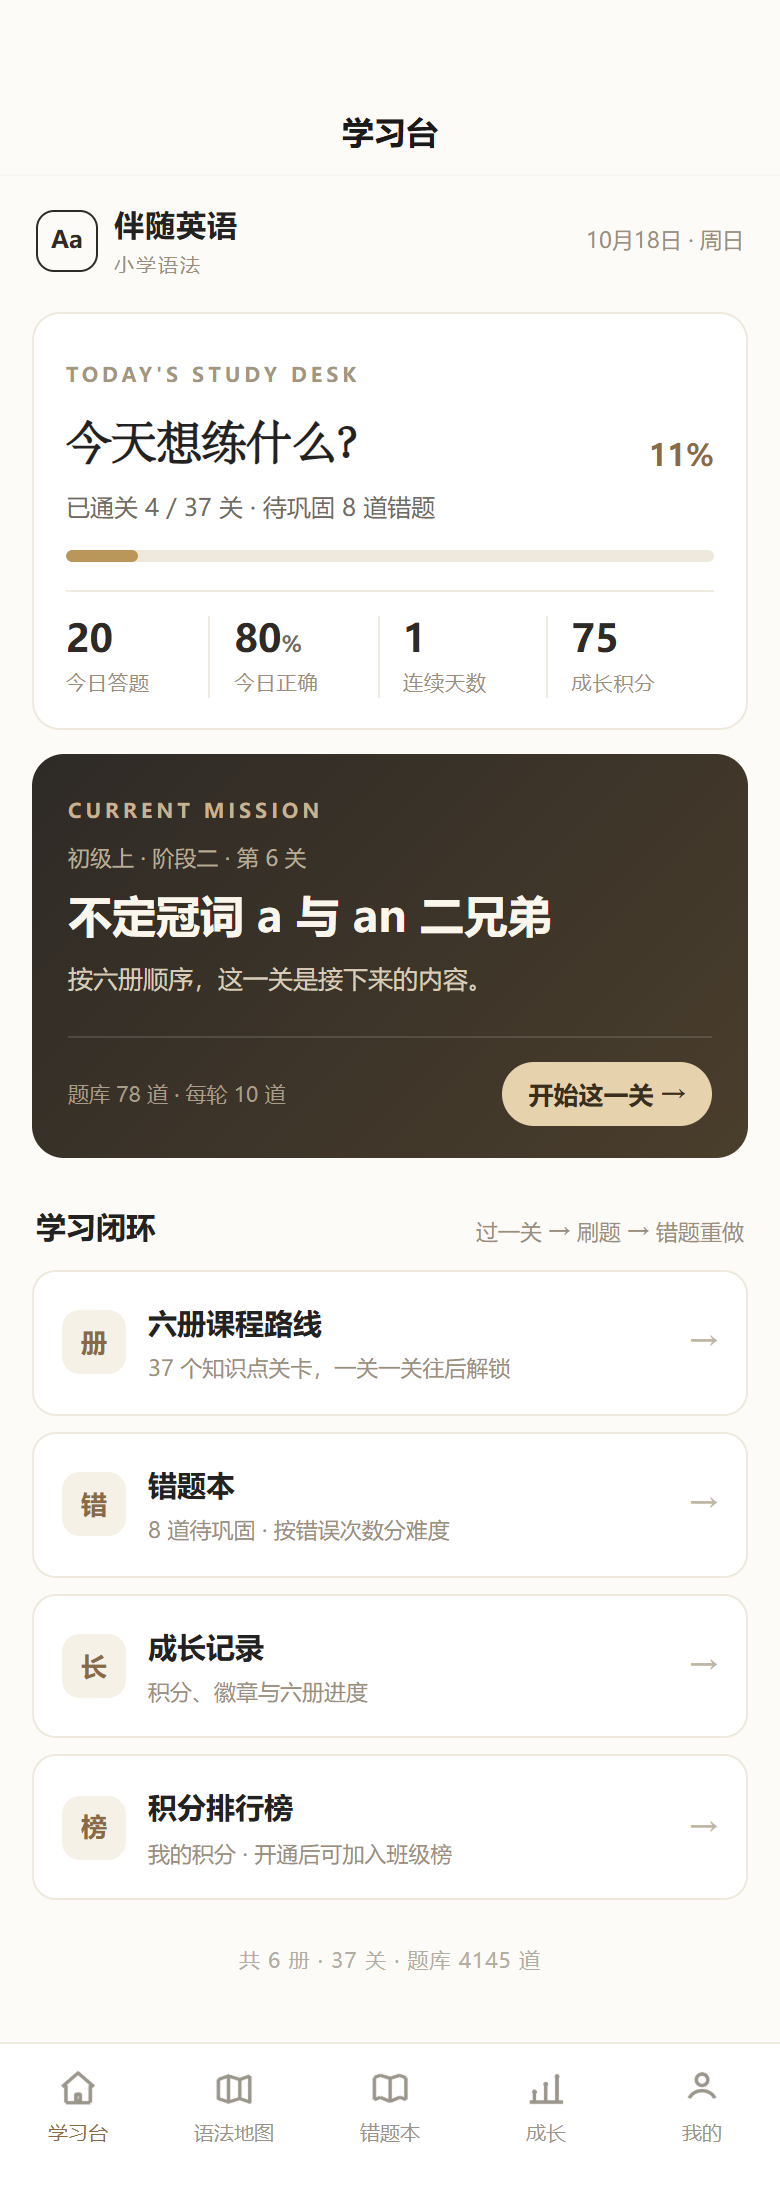 学习台
Aa
伴随英语
小学语法
10月18日 · 周日
TODAY'S STUDY DESK
今天想练什么?
11%
已通关 4 / 37 关 · 待巩固 8 道错题
20
今日答题
80%
今日正确
1
连续天数
75
成长积分
CURRENT MISSION
初级上 · 阶段二 · 第 6 关
不定冠词 a 与 an 二兄弟
按六册顺序，这一关是接下来的内容。
题库 78 道 · 每轮 10 道
开始这一关 →
学习闭环
过一关 → 刷题 → 错题重做
册
六册课程路线
37 个知识点关卡，一关一关往后解锁
→
错
错题本
8 道待巩固 · 按错误次数分难度
→
长
成长记录
积分、徽章与六册进度
→
榜
积分排行榜
我的积分 · 开通后可加入班级榜
→
共 6 册 · 37 关 · 题库 4145 道
学习台
语法地图
错题本
成长
我的